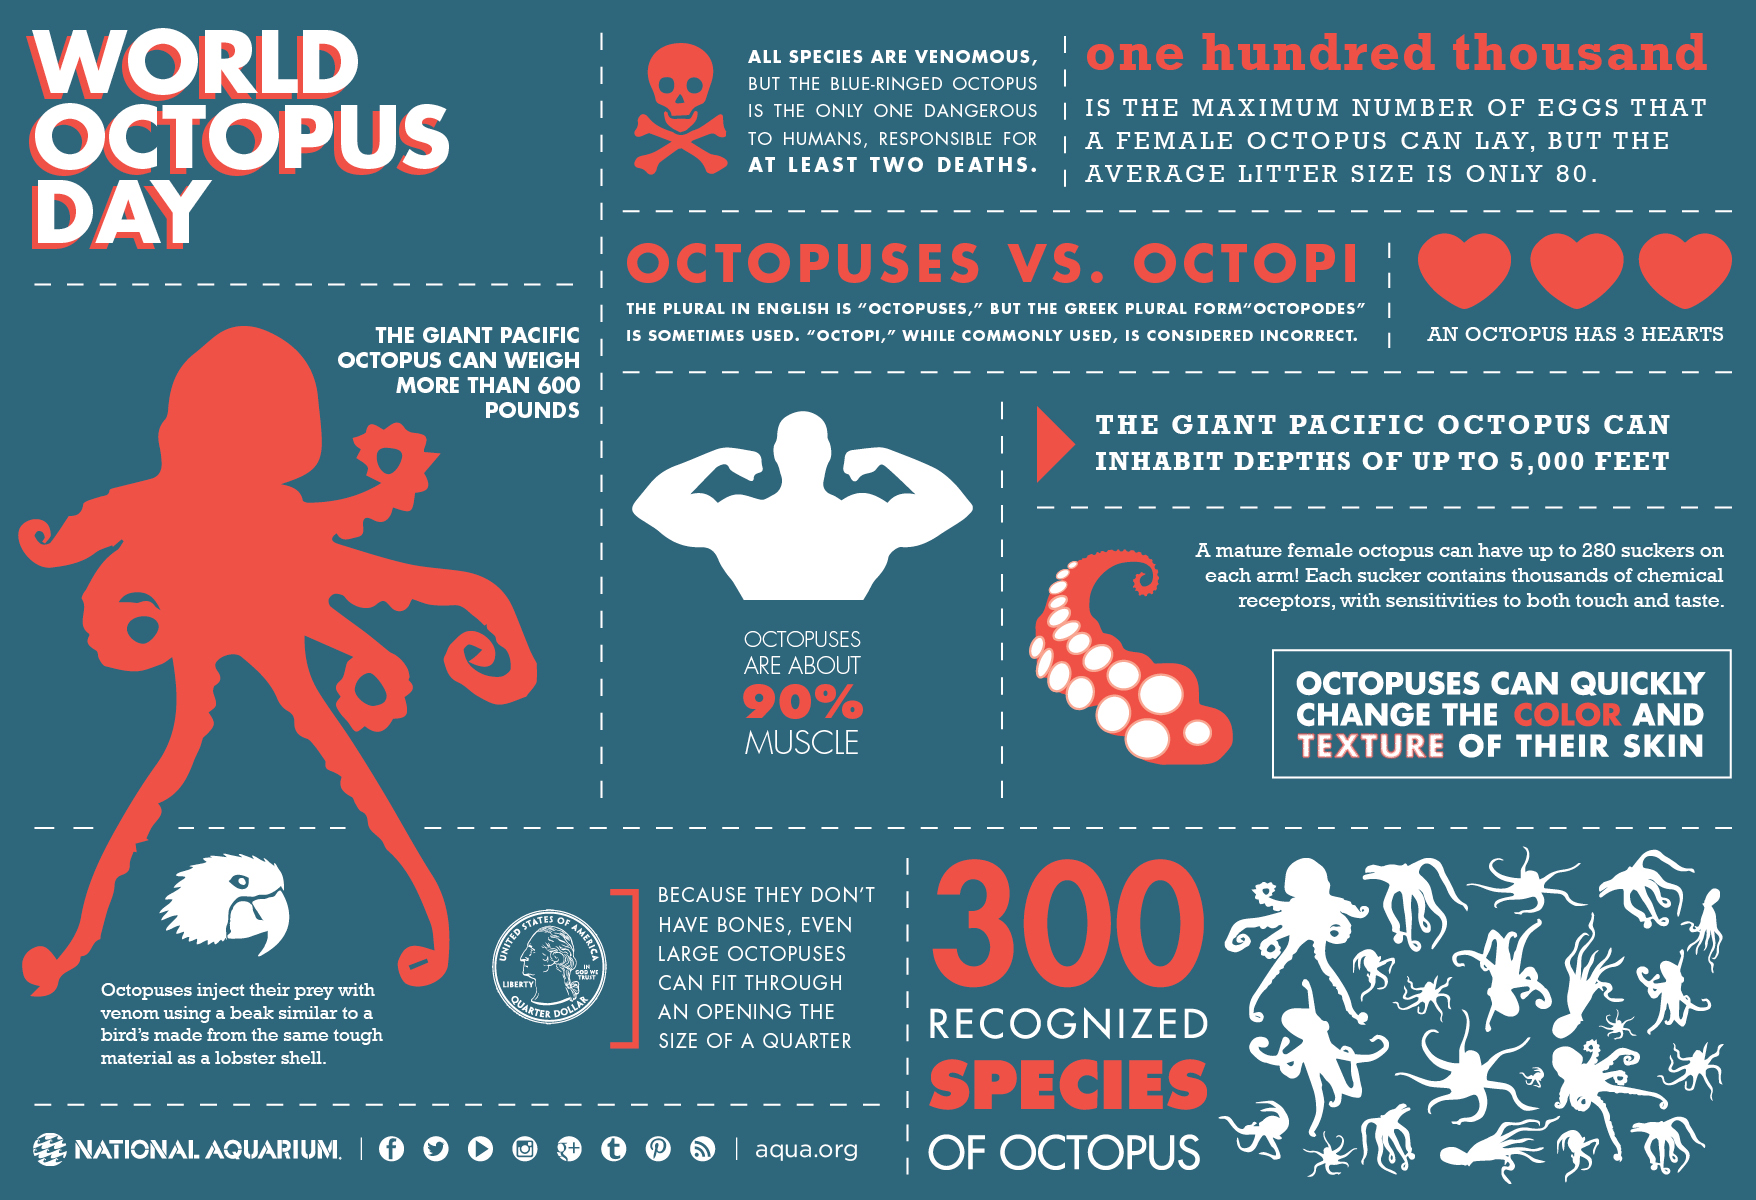 WORLD
OCTOPUS
DAY
THE GIANT PACIFIC
OCTOPUS CAN WEIGH
MORE THAN 600
POUNDS
ALL SPECIES ARE VENOMOUS,
BUT THE BLUE-RINGED OCTOPUS
IS THE ONLY ONE DANGEROUS
TO HUMANS, RESPONSIBLE FOR
AT LEAST TWO DEATHS.
one hundred thousand
IS THE MAXIMUM NUMBER OF EGGS THAT
A FEMALE OCTOPUS CAN LAY, BUT THE
AVERAGE LITTER SIZE IS ONLY 80.
OCTOPUSES VS. OCTOPI
THE PLURAL IN ENGLISH IS “OCTOPUSES,” BUT THE GREEK PLURAL FORM“OCTOPODES”
IS SOMETIMES USED. “OCTOPI,” WHILE COMMONLY USED, IS CONSIDERED INCORRECT.
AN OCTOPUS HAS 3 HEARTS
OCTOPUSES
ARE ABOUT
90%
MUSCLE
THE GIANT PACIFIC OCTOPUS CAN
INHABIT DEPTHS OF UP TO 5,000 FEET
A mature female octopus can have up to 280 suckers on
each arm! Each sucker contains thousands of chemical
receptors, with sensitivities to both touch and taste.
OCTOPUSES CAN QUICKLY
CHANGE THE COLOR AND
TEXTURE OF THEIR SKIN
Octopuses inject their prey with
venom using a beak similar to a
bird’s made from the same tough
material as a lobster shell.
UNITED STATES OF AMERICA
LIBERTY
IN
GOD WE
TRUST
QUARTER DOLLAR
BECAUSE THEY DON’T
HAVE BONES, EVEN
LARGE OCTOPUSES
CAN FIT THROUGH
AN OPENING THE
SIZE OF A QUARTER
300
RECOGNIZED
SPECIES
OF OCTOPUS
NATIONAL AQUARIUM. | f t g+ t p | aqua.org